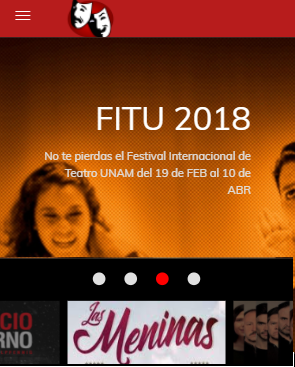 FITU 2018
No te pierdas el Festival Internacional de
Teatro UNAM del 19 de FEB al 10 de
ABR
CIO
RNO
Las
Meninas